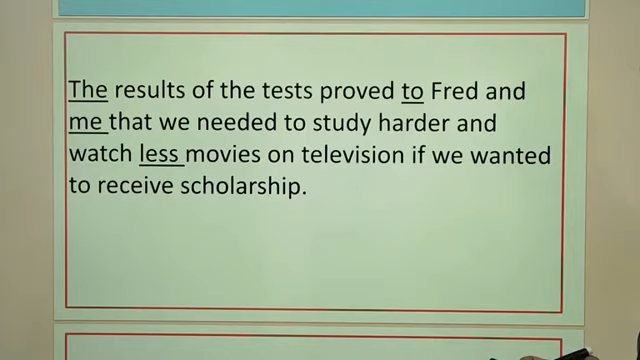 The results of the tests proved to Fred and
me that we needed to study harder and
watch less movies on television if we wanted
to receive scholarship.